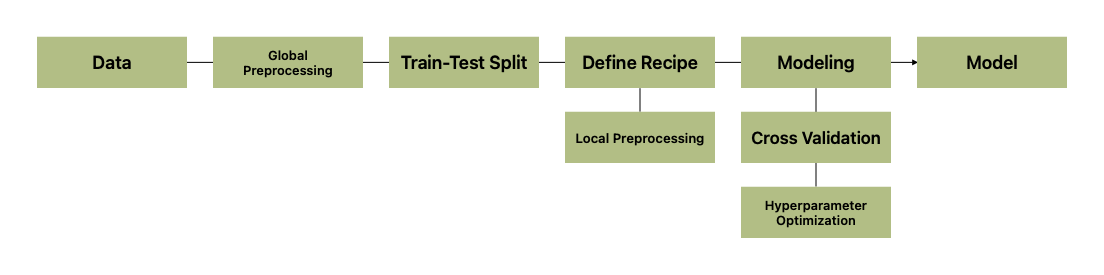 Data
Global
Preprocessing
Train-Test Split
Define Recipe
Modeling
Model
Local Preprocessing
Cross Validation
Hyperparameter
Optimization